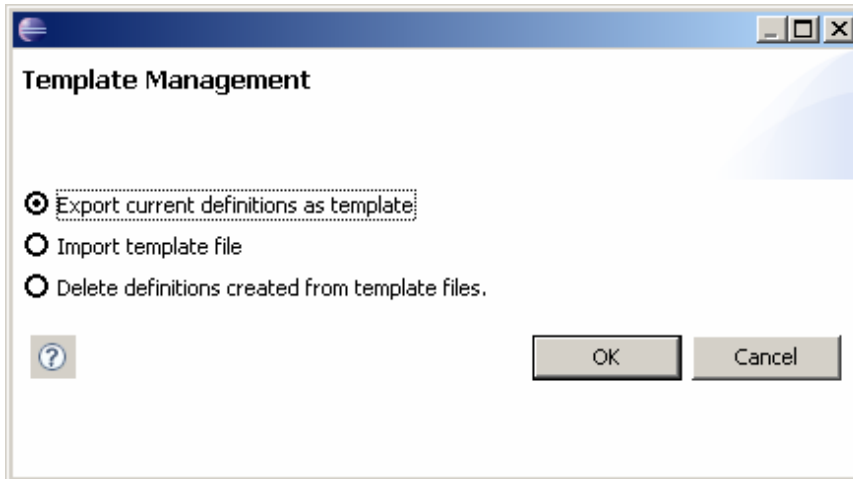 Template Management
Export current definitions as template
Import template file
Delete definitions created from template files.
?
OK Cancel